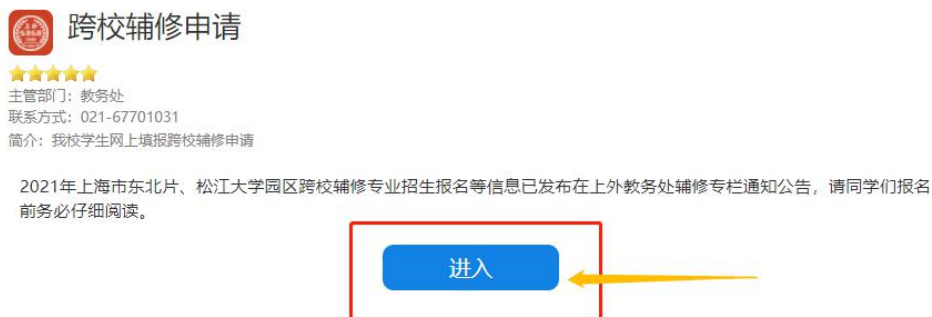 跨校辅修申请
主管部门：教务处
联系方式：021-67701031
简介：我校学生网上填报跨校辅修申请
2021年上海市东北片、松江大学园区跨校辅修专业招生报名等信息已发布在上外教务处辅修专栏通知公告，请同学们报名
前务必仔细阅读。
进入